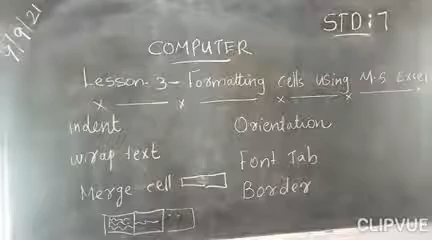 9/9/21
STD:7
COMPUTER
Lesson-3- Formatting cells using M-S Excel
Indent Orientation
wrap text Font Tab
Merge cell Border
CLIPVUE